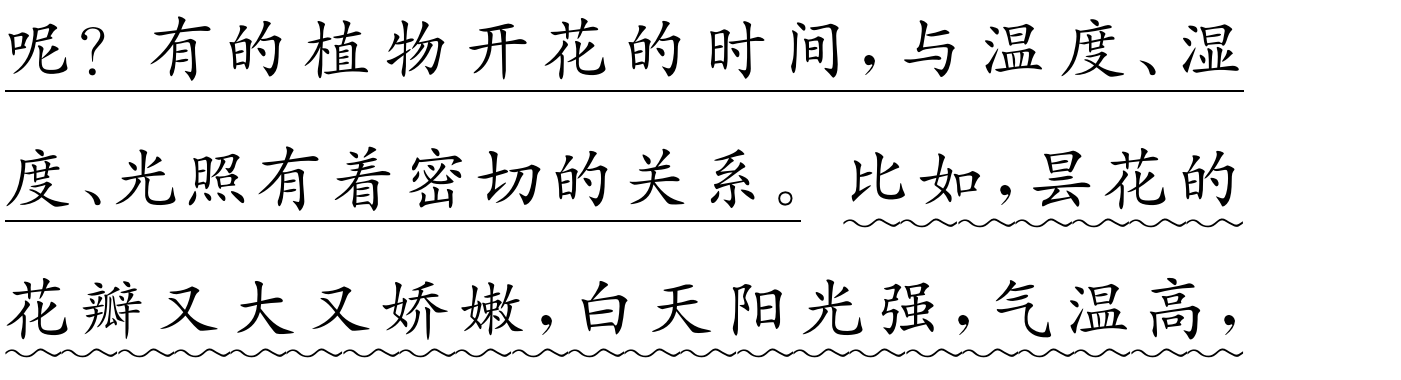 呢？有的植物开花的时间，与温度、湿
度、光照有着密切的关系。比如，昙花的
花瓣又大又娇嫩，白天阳光强，气温高，